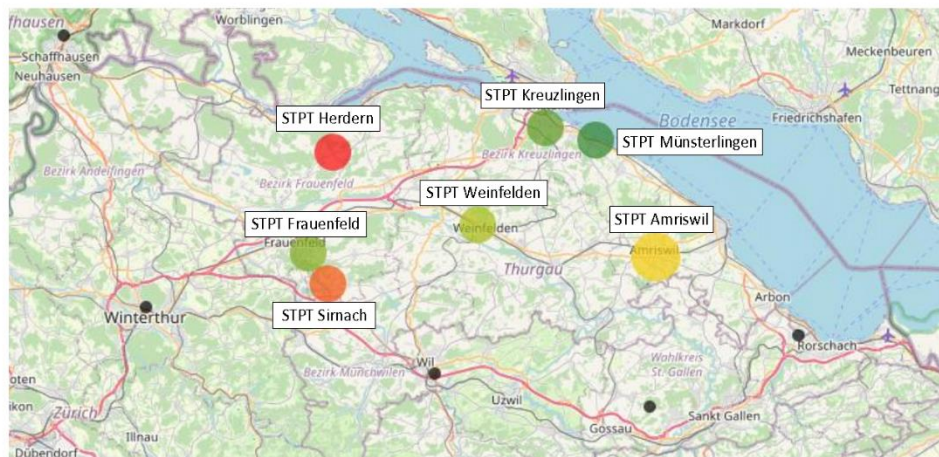 hausen
Schaffhausen
Neuhausen
Worblingen
Markdorf
Meckenbeuren
Tettnang
Friedrichshafen
Bodensee
STPT Kreuzlingen
STPT Herdern
STPT Münsterlingen
Bezirk Kreuzlingen
Bezirk Andelfingen
Bezirk Frauenfeld
STPT Weinfelden
STPT Frauenfeld
STPT Amriswil
Weinfelden
Frauenfeld
Amriswil
Thurgau
STPT Sirnach
Arbon
Winterthur
Rorschach
Wil
Bezirk Münchwilen
Wahlkreis
St. Gallen
Uzwil
Sankt Gallen
Gossau
Zürich
Illnau
Dübendorf